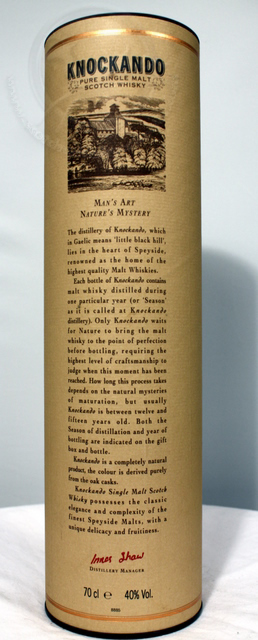 KNOCKANDO
PURE SINGLE MALT
SCOTCH WHISKY
MAN'S ART
NATURE'S MYSTERY
The distillery of Knockando, which
in Gaelic means 'little black hill',
lies in the heart of Speyside,
renowned as the home of the
highest quality Malt Whiskies.
Each bottle of Knockando contains
malt whisky distilled during
one particular year (or 'Season'
as it is called at Knockando
distillery). Only Knockando waits
for Nature to bring the malt
whisky to the point of perfection
before bottling, requiring the
highest level of craftsmanship to
judge when this moment has been
reached. How long this process takes
depends on the natural mysteries
of maturation, but usually
Knockando is between twelve and
fifteen years old. Both the
Season of distillation and year of
bottling are indicated on the gift
box and bottle.
Knockando is a completely natural
product, the colour is derived purely
from the oak casks.
Knockando Single Malt Scotch
Whisky possesses the classic
elegance and complexity of the
finest Speyside Malts, with a
unique delicacy and fruitiness.
Innes Shaw
DISTILLERY MANAGER
70 cl e 40% Vol.